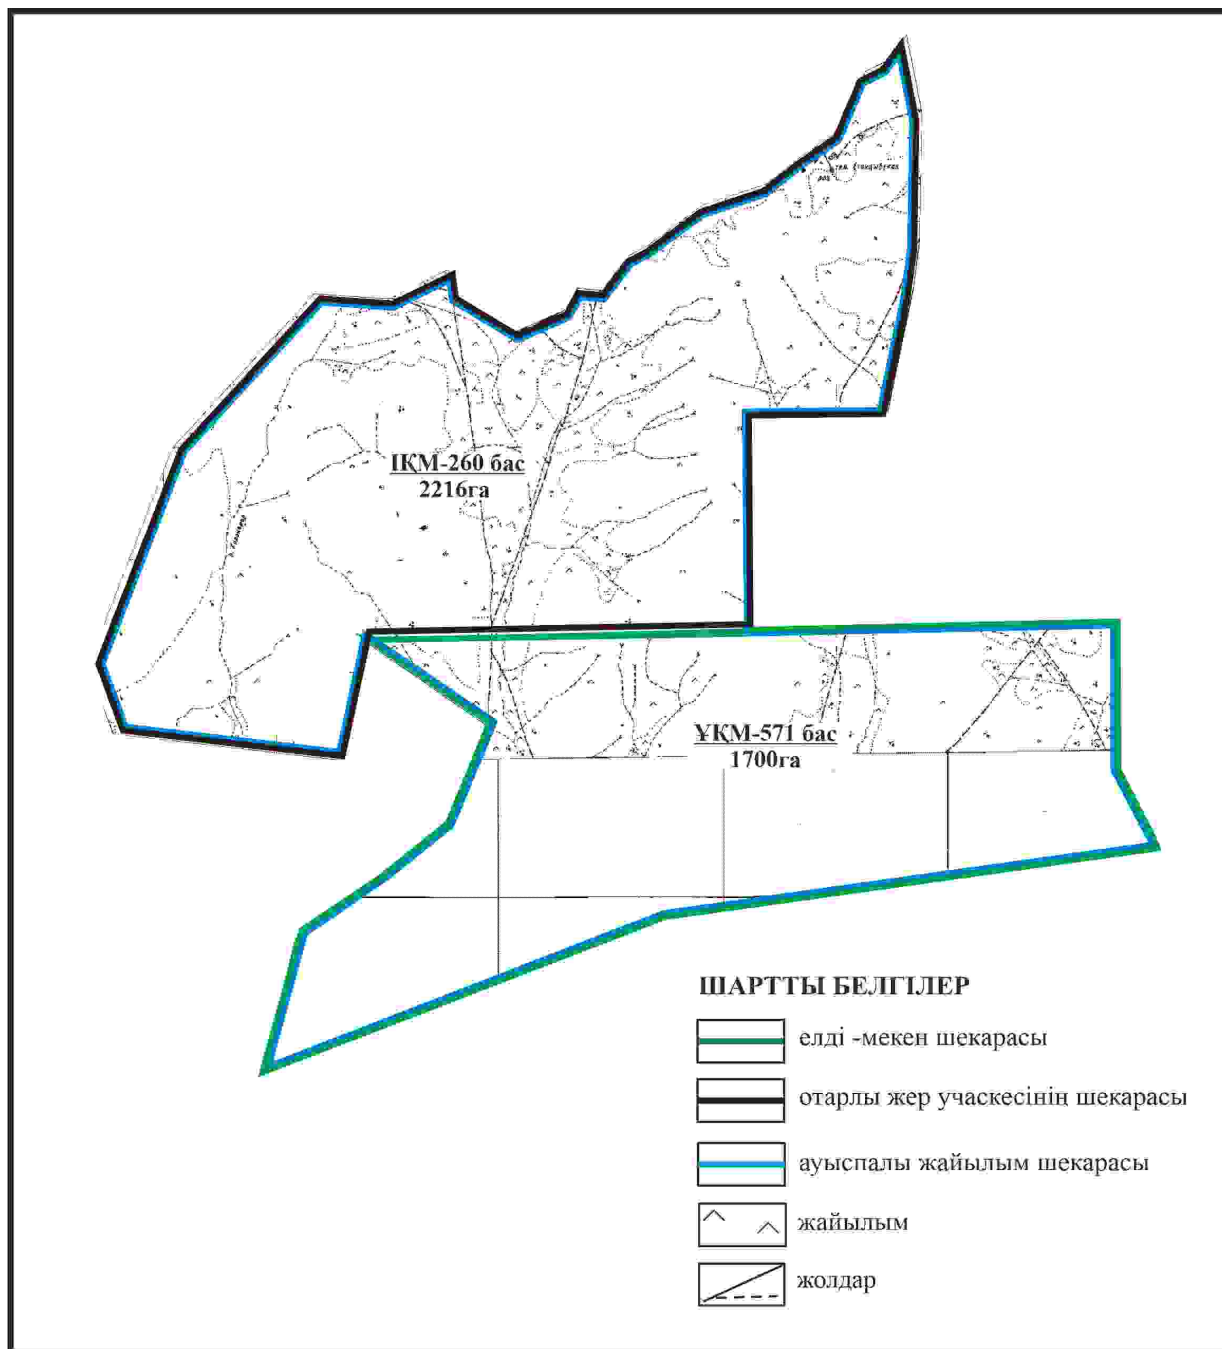 ІҚМ-260 бас
2216га
ҰҚМ-571 бас
1700га
ШАРТТЫ БЕЛГІЛЕР
елді -мекен шекарасы
отарлы жер учаскесінің шекарасы
ауыспалы жайылым шекарасы
жайылым
жолдар